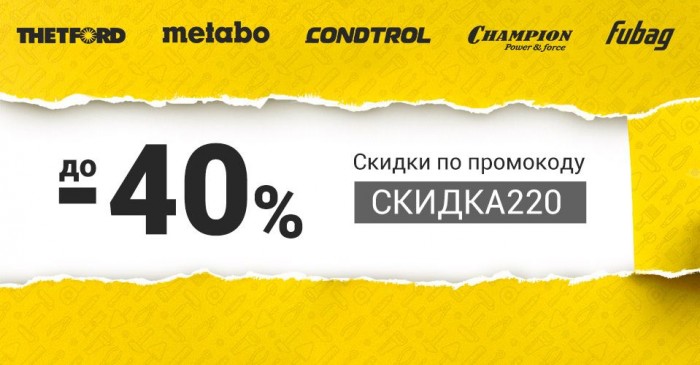 THETFORD metabo CONDTROL CHAMPION fubag
Power & force
до
-40%
Скидки по промокоду
СКИДКА220